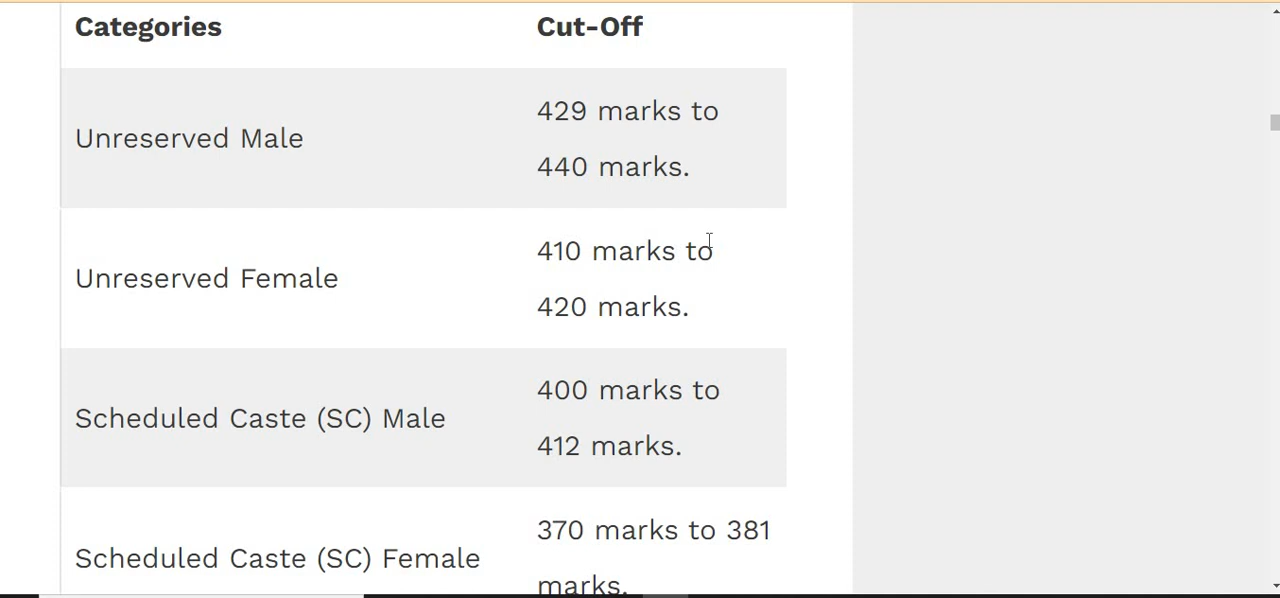 Categories Cut-Off
429 marks to
Unreserved Male
440 marks.
410 marks to
Unreserved Female
420 marks.
400 marks to
Scheduled Caste (SC) Male
412 marks.
370 marks to 381
Scheduled Caste (SC) Female
marks.